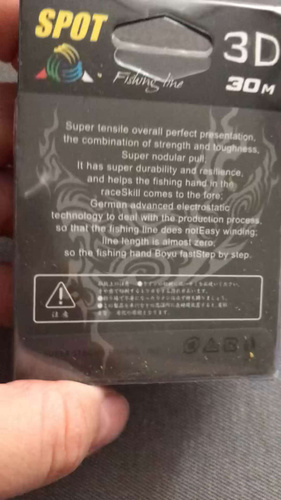 SPOT
3D
Fishing line
30M
Super tensile overall perfect presentation,
the combination of strength and toughness,
Super nodular pull;
It has super durability and resilience,
and helps the fishing hand in the
raceSkill comes to the fore;
German advanced electrostatic
technology to deal with the production process,
so that the fishing line does notEasy winding;
line length is almost zero;
so the fishing hand Boyu fastStep by step.